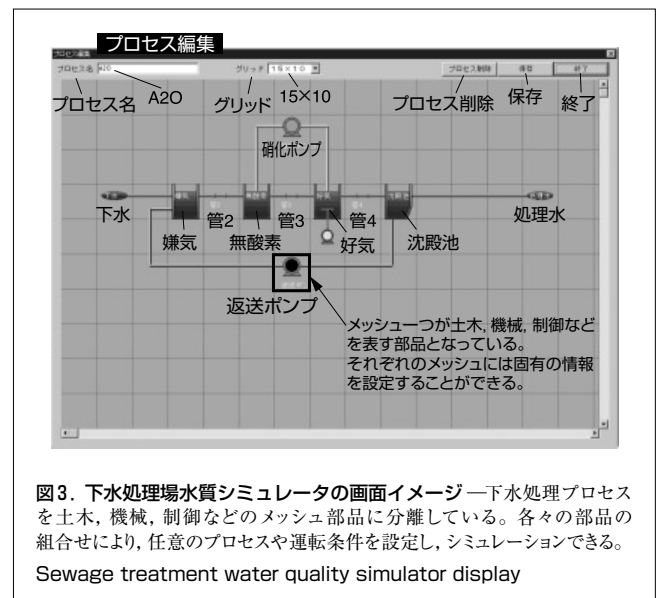 プロセス編集
プロセス名 A2O グリッド 15×10 プロセス削除 保存 終了
硝化ポンプ
下水 管2 管3 管4 処理水
嫌気 無酸素 好気 沈殿池
返送ポンプ
メッシュ一つが土木，機械，制御など
を表す部品となっている。
それぞれのメッシュには固有の情報
を設定することができる。
図3．下水処理場水質シミュレータの画面イメージ—下水処理プロセス
を土木，機械，制御などのメッシュ部品に分離している。各々の部品の
組合せにより，任意のプロセスや運転条件を設定し，シミュレーションできる。
Sewage treatment water quality simulator display